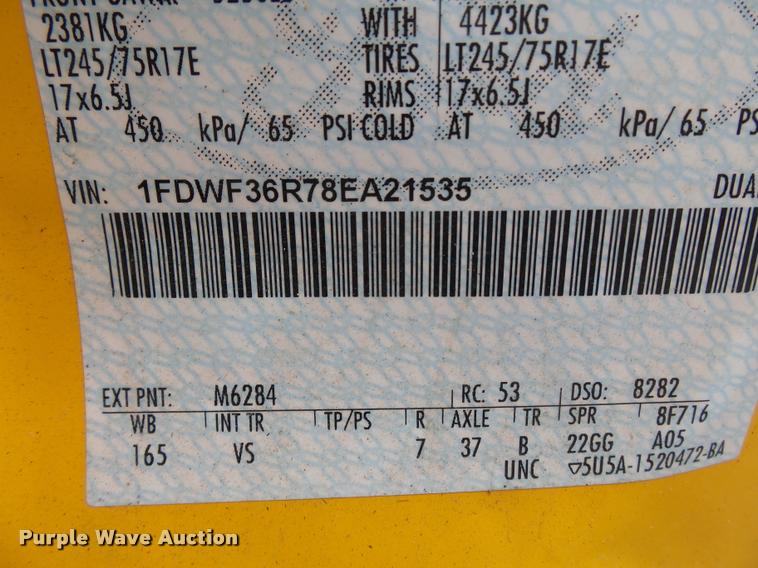 2381KG WITH 4423KG
LT245/75R17E TIRES LT245/75R17E
17x6.5J RIMS 17x6.5J
AT 450 kPa/ 65 PSI COLD AT 450 kPa/ 65 PS
VIN: 1FDWF36R78EA21535 DUAL
EXT PNT: M6284 RC: 53 DSO: 8282
WB INT TR TP/PS R AXLE TR SPR 8F716
165 VS 7 37 B 22GG A05
UNC ▽5U5A-1520472-BA
Purple Wave Auction